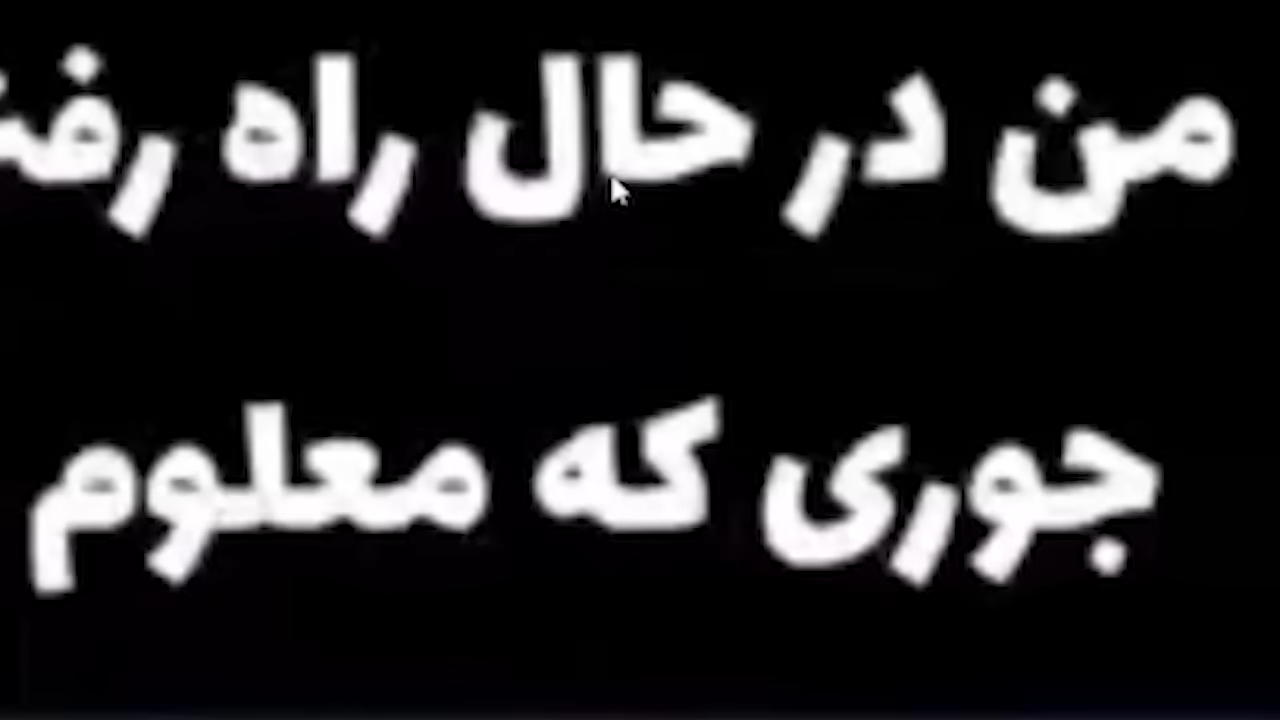 من در حال راه
جوری که معلوم